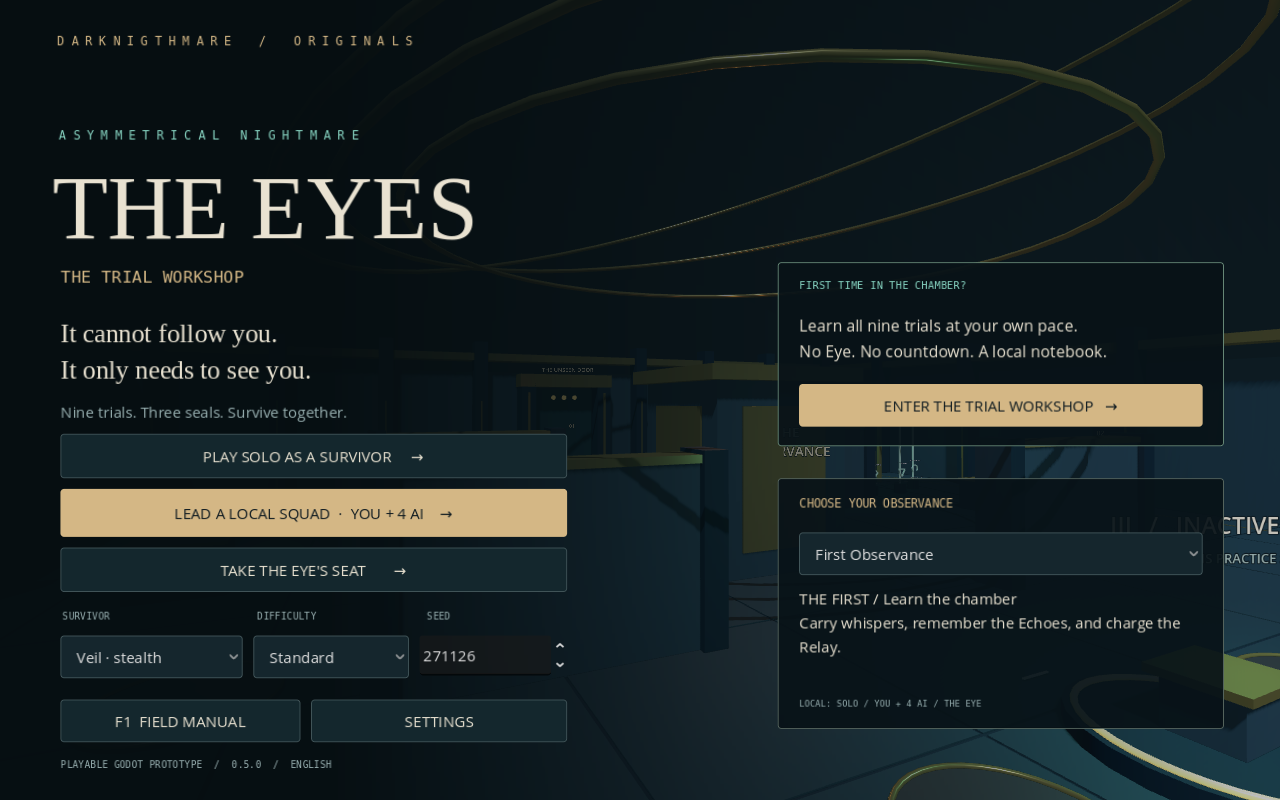 DARKNIGTHMARE / ORIGINALS
ASYMMETRICAL NIGHTMARE
THE EYES
THE TRIAL WORKSHOP
It cannot follow you.
It only needs to see you.
Nine trials. Three seals. Survive together.
PLAY SOLO AS A SURVIVOR →
LEAD A LOCAL SQUAD · YOU + 4 AI →
TAKE THE EYE'S SEAT →
SURVIVOR DIFFICULTY SEED
Veil · stealth Standard 271126
F1 FIELD MANUAL SETTINGS
PLAYABLE GODOT PROTOTYPE / 0.5.0 / ENGLISH
THE UNSEEN DOOR
FIRST TIME IN THE CHAMBER?
Learn all nine trials at your own pace.
No Eye. No countdown. A local notebook.
ENTER THE TRIAL WORKSHOP →
IVANCE
CHOOSE YOUR OBSERVANCE
III / INACTIVE
First Observance
PRACTICE
THE FIRST / Learn the chamber
Carry whispers, remember the Echoes, and charge the
Relay.
LOCAL: SOLO / YOU + 4 AI / THE EYE